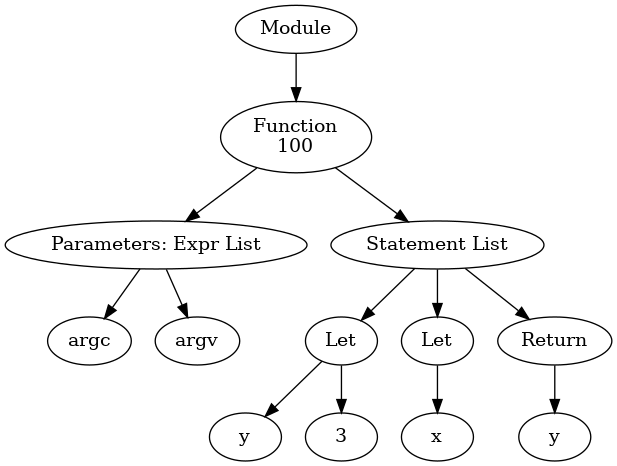 Module
Function
100
Parameters: Expr List
Statement List
argc
argv
Let
Let
Return
y
3
x
y